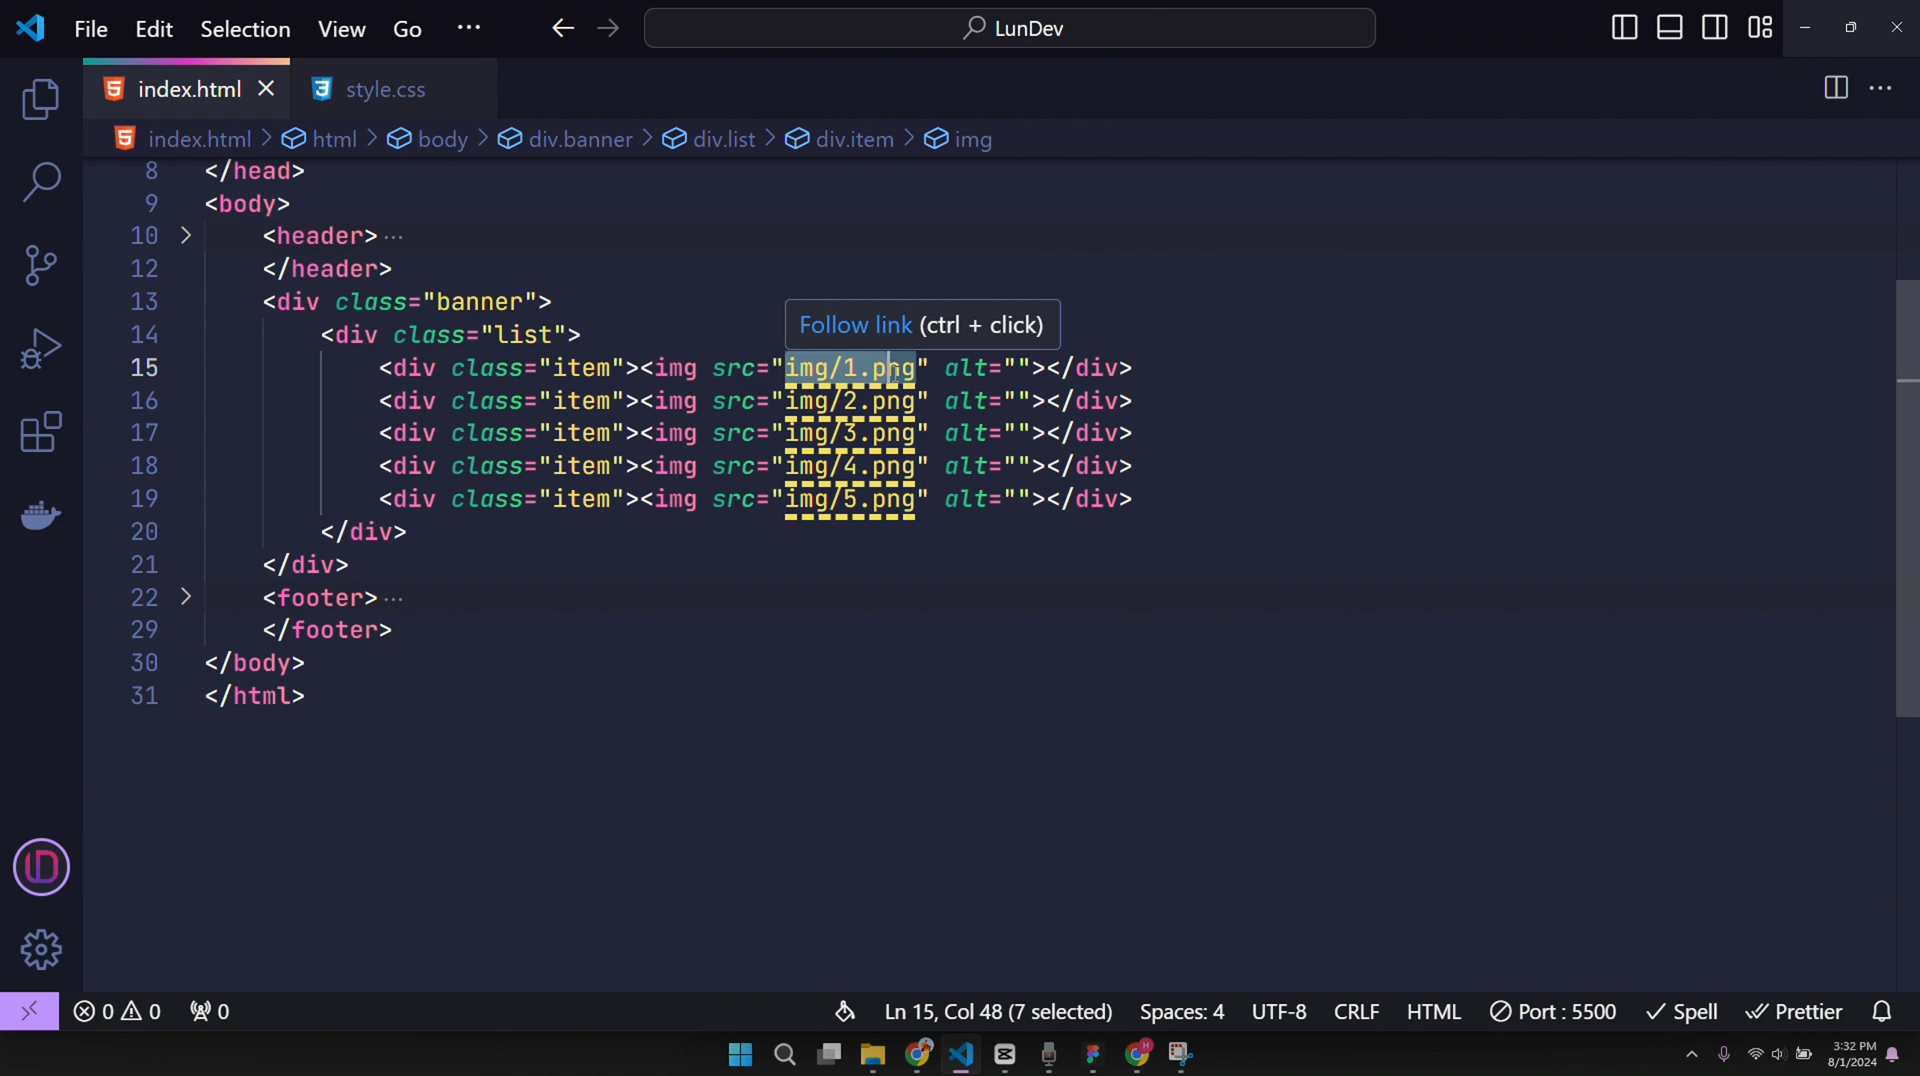 File Edit Selection View Go ··· LunDev
index.html style.css
index.html > html > body > div.banner > div.list > div.item > img
8 </head>
9 <body>
10 <header> ···
12 </header>
13 <div class="banner">
Follow link (ctrl + click)
14 <div class="list">
15 <div class="item"><img src="img/1.png" alt=""></div>
16 <div class="item"><img src="img/2.png" alt=""></div>
17 <div class="item"><img src="img/3.png" alt=""></div>
18 <div class="item"><img src="img/4.png" alt=""></div>
19 <div class="item"><img src="img/5.png" alt=""></div>
20 </div>
21 </div>
22 <footer> ···
29 </footer>
30 </body>
31 </html>
0 0 0 Ln 15, Col 48 (7 selected) Spaces: 4 UTF-8 CRLF HTML Port : 5500 Spell Prettier
3:32 PM
8/1/2024